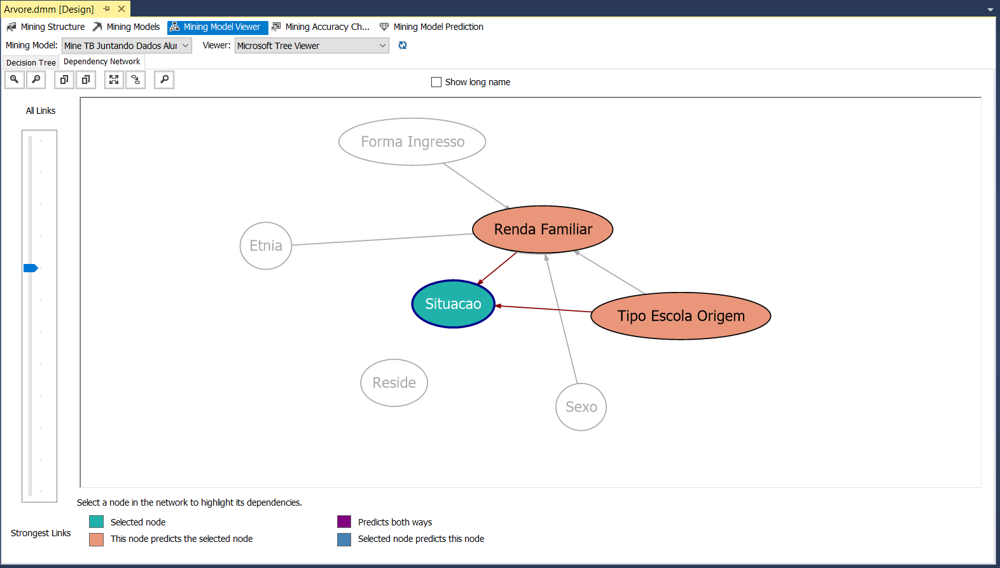 Arvore.dmm [Design]
Mining Structure Mining Models Mining Model Viewer Mining Accuracy Ch... Mining Model Prediction
Mining Model: Mine TB Juntando Dados Alur Viewer: Microsoft Tree Viewer
Decision Tree Dependency Network
Show long name
All Links
Forma Ingresso
Renda Familiar
Etnia
Situacao
Tipo Escola Origem
Reside
Sexo
Select a node in the network to highlight its dependencies.
Selected node Predicts both ways
Strongest Links
This node predicts the selected node Selected node predicts this node